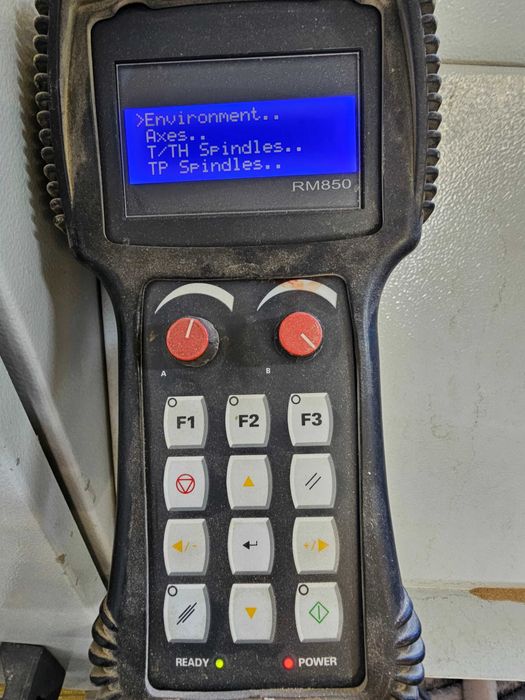 >Environment..
Axes..
T/TH Spindles..
TP Spindles..
RM850
A
B
F1 F2 F3
-/
+/
READY POWER